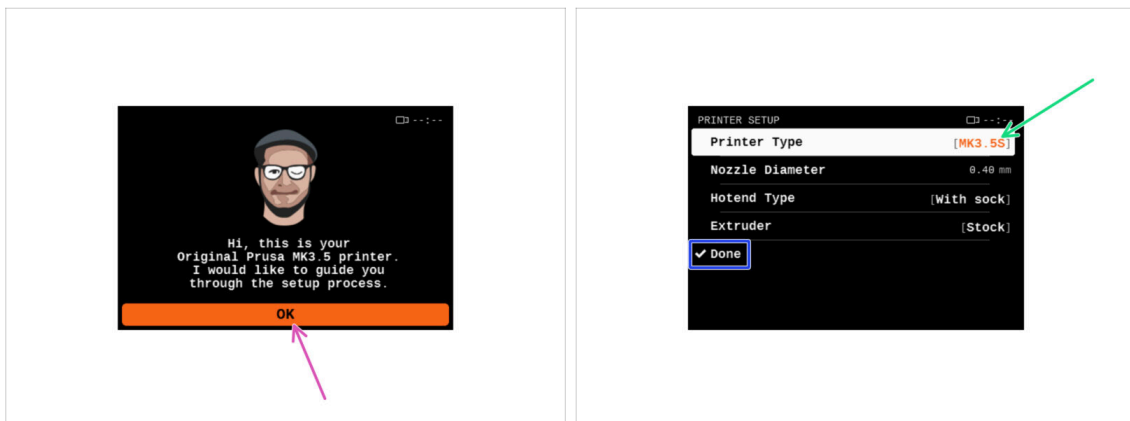 --:--
Hi, this is your
Original Prusa MK3.5 printer.
I would like to guide you
through the setup process.
OK
PRINTER SETUP --:--
Printer Type [MK3.5S]
Nozzle Diameter 0.40 mm
Hotend Type [With sock]
Extruder [Stock]
Done